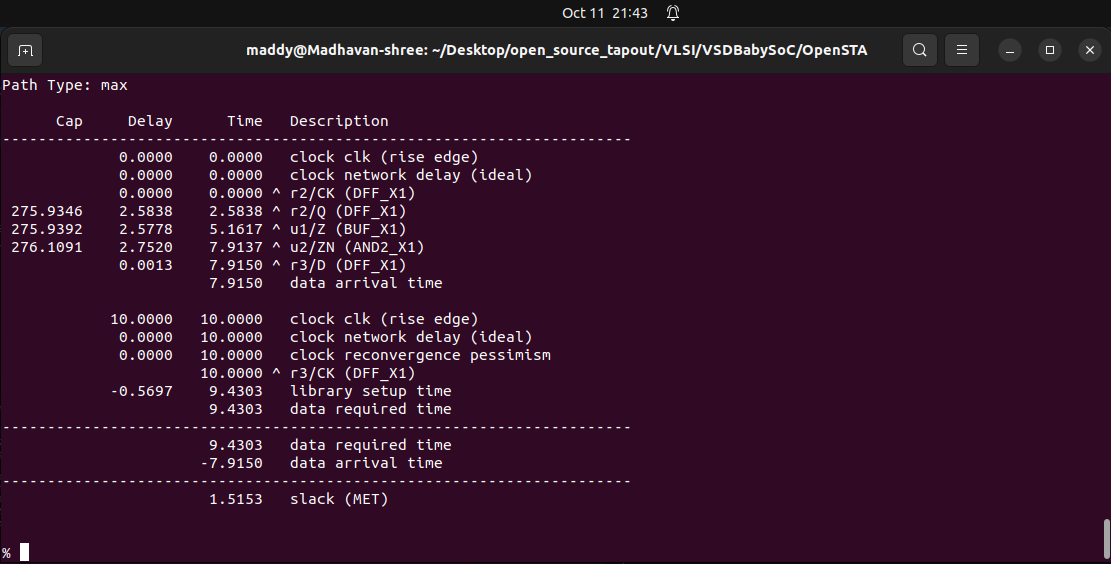 Oct 11 21:43
maddy@Madhavan-shree: ~/Desktop/open_source_tapout/VLSI/VSDBabySoC/OpenSTA
Path Type: max
      Cap     Delay      Time   Description
-----------------------------------------------------------------------
             0.0000    0.0000   clock clk (rise edge)
             0.0000    0.0000   clock network delay (ideal)
             0.0000    0.0000 ^ r2/CK (DFF_X1)
 275.9346    2.5838    2.5838 ^ r2/Q (DFF_X1)
 275.9392    2.5778    5.1617 ^ u1/Z (BUF_X1)
 276.1091    2.7520    7.9137 ^ u2/ZN (AND2_X1)
             0.0013    7.9150 ^ r3/D (DFF_X1)
                       7.9150   data arrival time
            10.0000   10.0000   clock clk (rise edge)
             0.0000   10.0000   clock network delay (ideal)
             0.0000   10.0000   clock reconvergence pessimism
                      10.0000 ^ r3/CK (DFF_X1)
            -0.5697    9.4303   library setup time
                       9.4303   data required time
-----------------------------------------------------------------------
                       9.4303   data required time
                      -7.9150   data arrival time
-----------------------------------------------------------------------
                       1.5153   slack (MET)
%